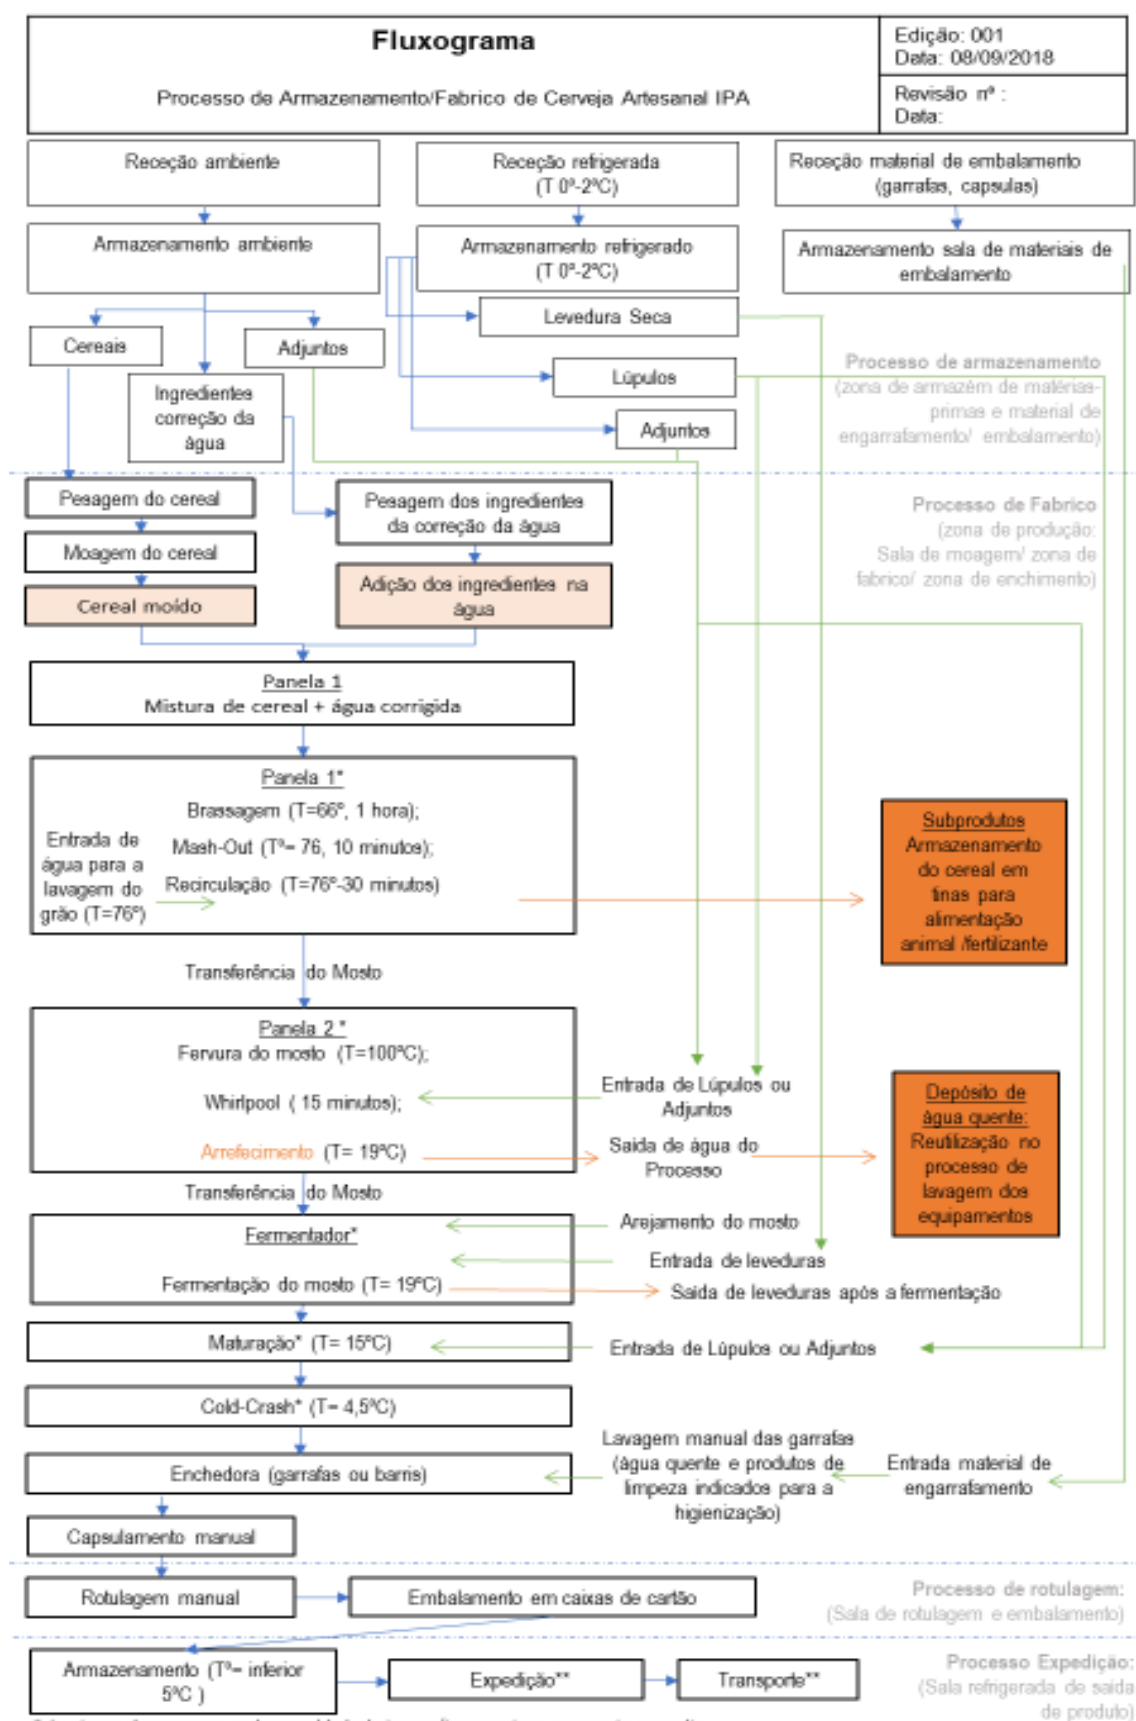 Fluxograma
Processo de Armazenamento/Fabrico de Cerveja Artesanal IPA
Edição: 001
Data: 08/09/2018
Revisão nº :
Data:
Receção ambiente
Receção refrigerada
(T 0º-2ºC)
Receção material de embalamento
(garrafas, capsulas)
Armazenamento ambiente
Armazenamento refrigerado
(T 0º-2ºC)
Armazenamento sala de materiais de
embalamento
Levedura Seca
Cereais
Adjuntos
Lúpulos
Ingredientes
correção da
água
Adjuntos
Processo de armazenamento
(zona de armazém de matérias-
primas e material de
engarrafamento/ embalamento)
Pesagem do cereal
Pesagem dos ingredientes
da correção da água
Processo de Fabrico
(zona de produção:
Sala de moagem/ zona de
fabrico/ zona de enchimento)
Moagem do cereal
Cereal moído
Adição dos ingredientes na
água
Panela 1
Mistura de cereal + água corrigida
Panela 1*
Brassagem (T=66º, 1 hora);
Mash-Out (Tª= 76, 10 minutos);
Recirculação (T=76º-30 minutos)
Entrada de
água para a
lavagem do
grão (T=76º)
Subprodutos
Armazenamento
do cereal em
tinas para
alimentação
animal /fertilizante
Transferência do Mosto
Panela 2 *
Fervura do mosto (T=100ºC);
Whirlpool ( 15 minutos);
Arrefecimento (T= 19ºC)
Entrada de Lúpulos ou
Adjuntos
Saída de água do
Processo
Depósito de
água quente:
Reutilização no
processo de
lavagem dos
equipamentos
Transferência do Mosto
Fermentador*
Fermentação do mosto (T= 19ºC)
Arejamento do mosto
Entrada de leveduras
Saída de leveduras após a fermentação
Maturação* (T= 15ºC)
Entrada de Lúpulos ou Adjuntos
Cold-Crash* (T= 4,5ºC)
Enchedora (garrafas ou barris)
Lavagem manual das garrafas
(água quente e produtos de
limpeza indicados para a
higienização)
Entrada material de
engarrafamento
Capsulamento manual
Rotulagem manual
Embalamento em caixas de cartão
Processo de rotulagem:
(Sala de rotulagem e embalamento)
Armazenamento (Tª= inferior
5ºC )
Expedição**
Transporte**
Processo Expedição:
(Sala refrigerada de saída
de produto)